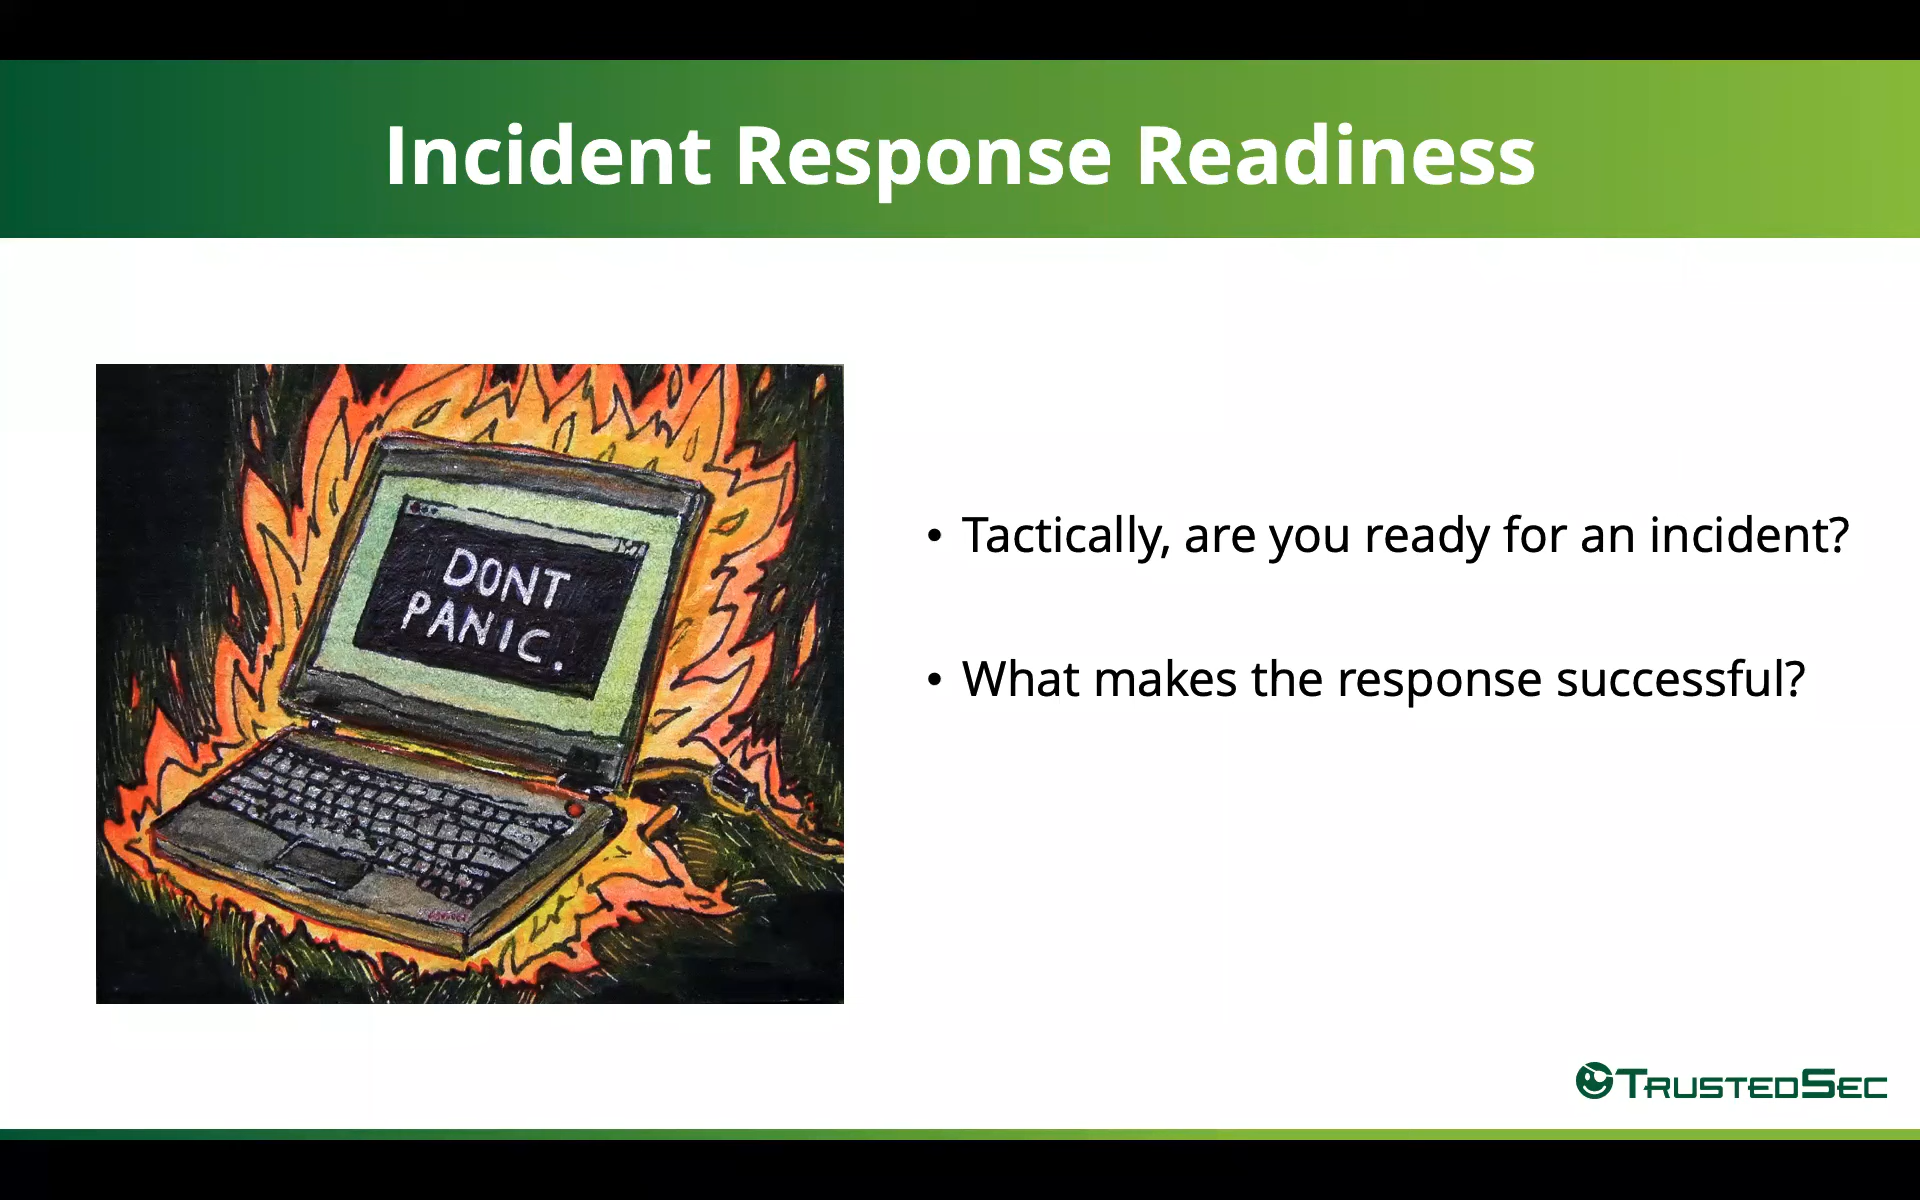 Incident Response Readiness
DONT
PANIC.
• Tactically, are you ready for an incident?
• What makes the response successful?
TRUSTEDSEC